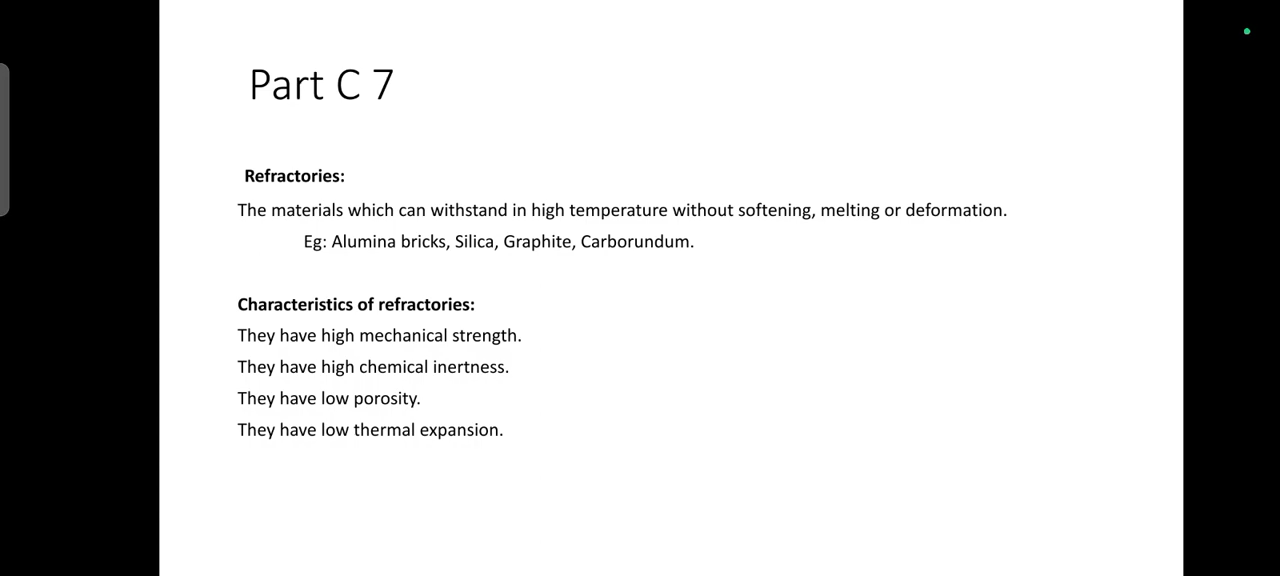 Part C 7
Refractories:
The materials which can withstand in high temperature without softening, melting or deformation.
Eg: Alumina bricks, Silica, Graphite, Carborundum.
Characteristics of refractories:
They have high mechanical strength.
They have high chemical inertness.
They have low porosity.
They have low thermal expansion.